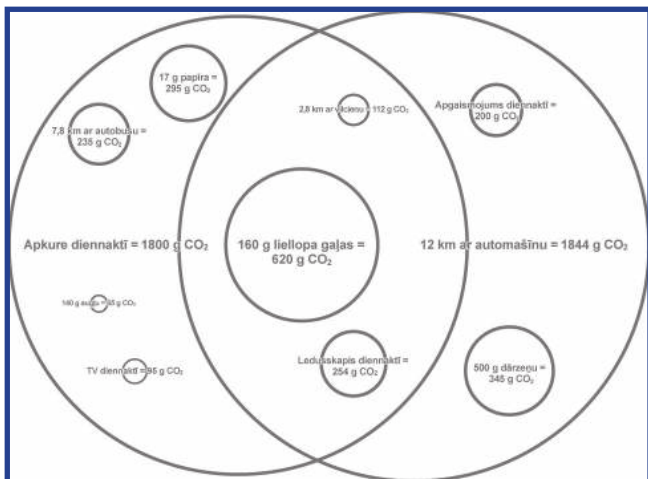 17 g papīra =
295 g CO₂
2,8 km ar vilcienu = 112 g CO₂
Apgaismojums diennaktī =
200 g CO₂
7,8 km ar autobusu =
235 g CO₂
Apkure diennaktī = 1800 g CO₂
160 g liellopa gaļas =
620 g CO₂
12 km ar automašīnu = 1844 g CO₂
g augļu = g CO₂
TV diennaktī = 95 g CO₂
Ledusskapis diennaktī =
254 g CO₂
500 g dārzeņu =
345 g CO₂